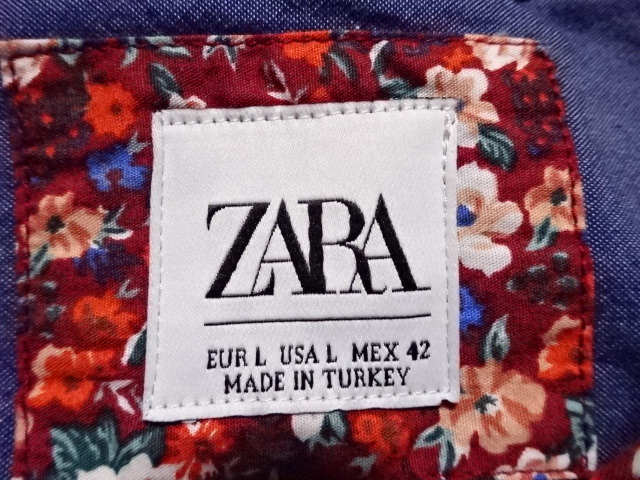 ZARA
EUR L USA L MEX 42
MADE IN TURKEY